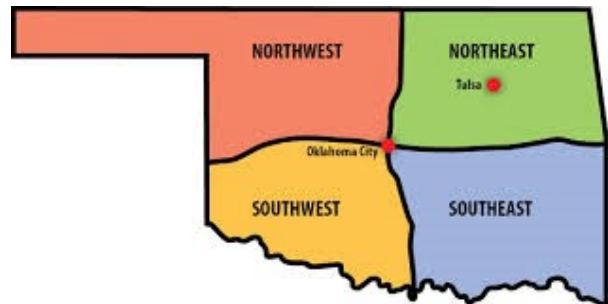 NORTHWEST
NORTHEAST
Tulsa
Oklahoma City
SOUTHWEST
SOUTHEAST